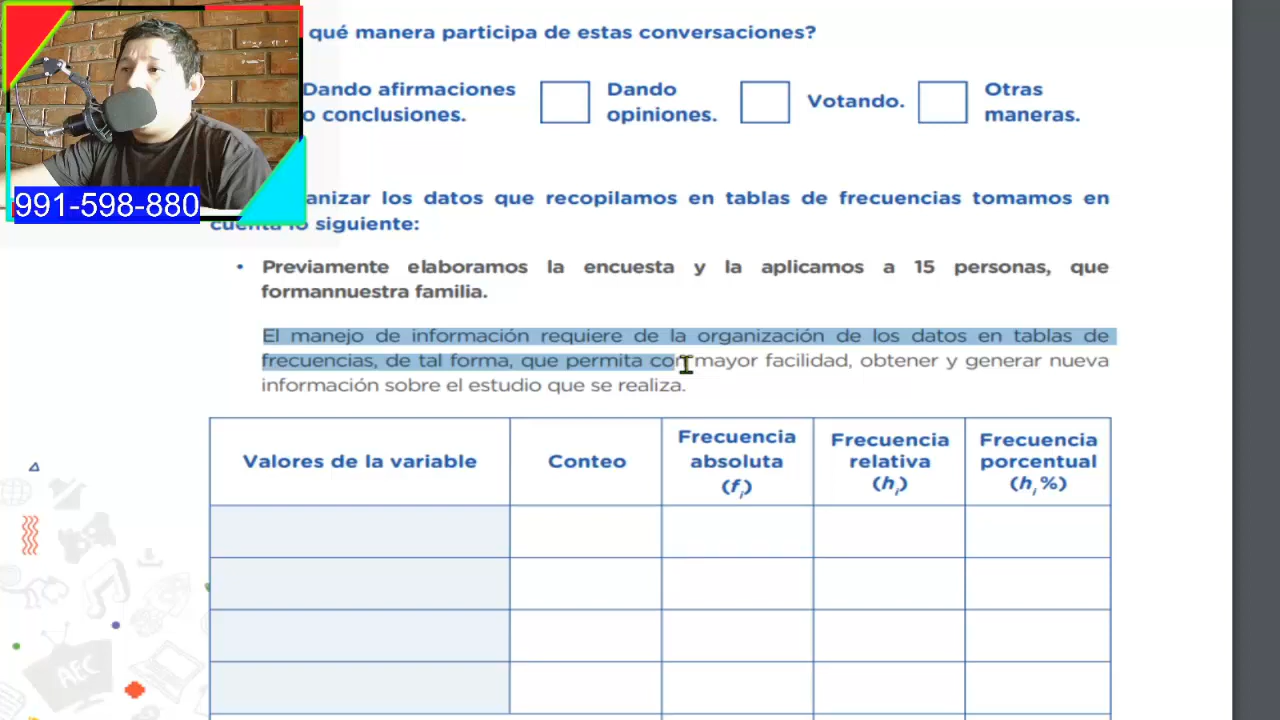 qué manera participa de estas conversaciones?
Dando afirmaciones
o conclusiones.
Dando
opiniones.
Votando.
Otras
maneras.
991-598-880
anizar los datos que recopilamos en tablas de frecuencias tomamos en
cuenta lo siguiente:
• Previamente elaboramos la encuesta y la aplicamos a 15 personas, que
formannuestra familia.
El manejo de información requiere de la organización de los datos en tablas de
frecuencias, de tal forma, que permita con mayor facilidad, obtener y generar nueva
información sobre el estudio que se realiza.
Valores de la variable
Conteo
Frecuencia
absoluta
(fi)
Frecuencia
relativa
(hi)
Frecuencia
porcentual
(hi%)
AEC